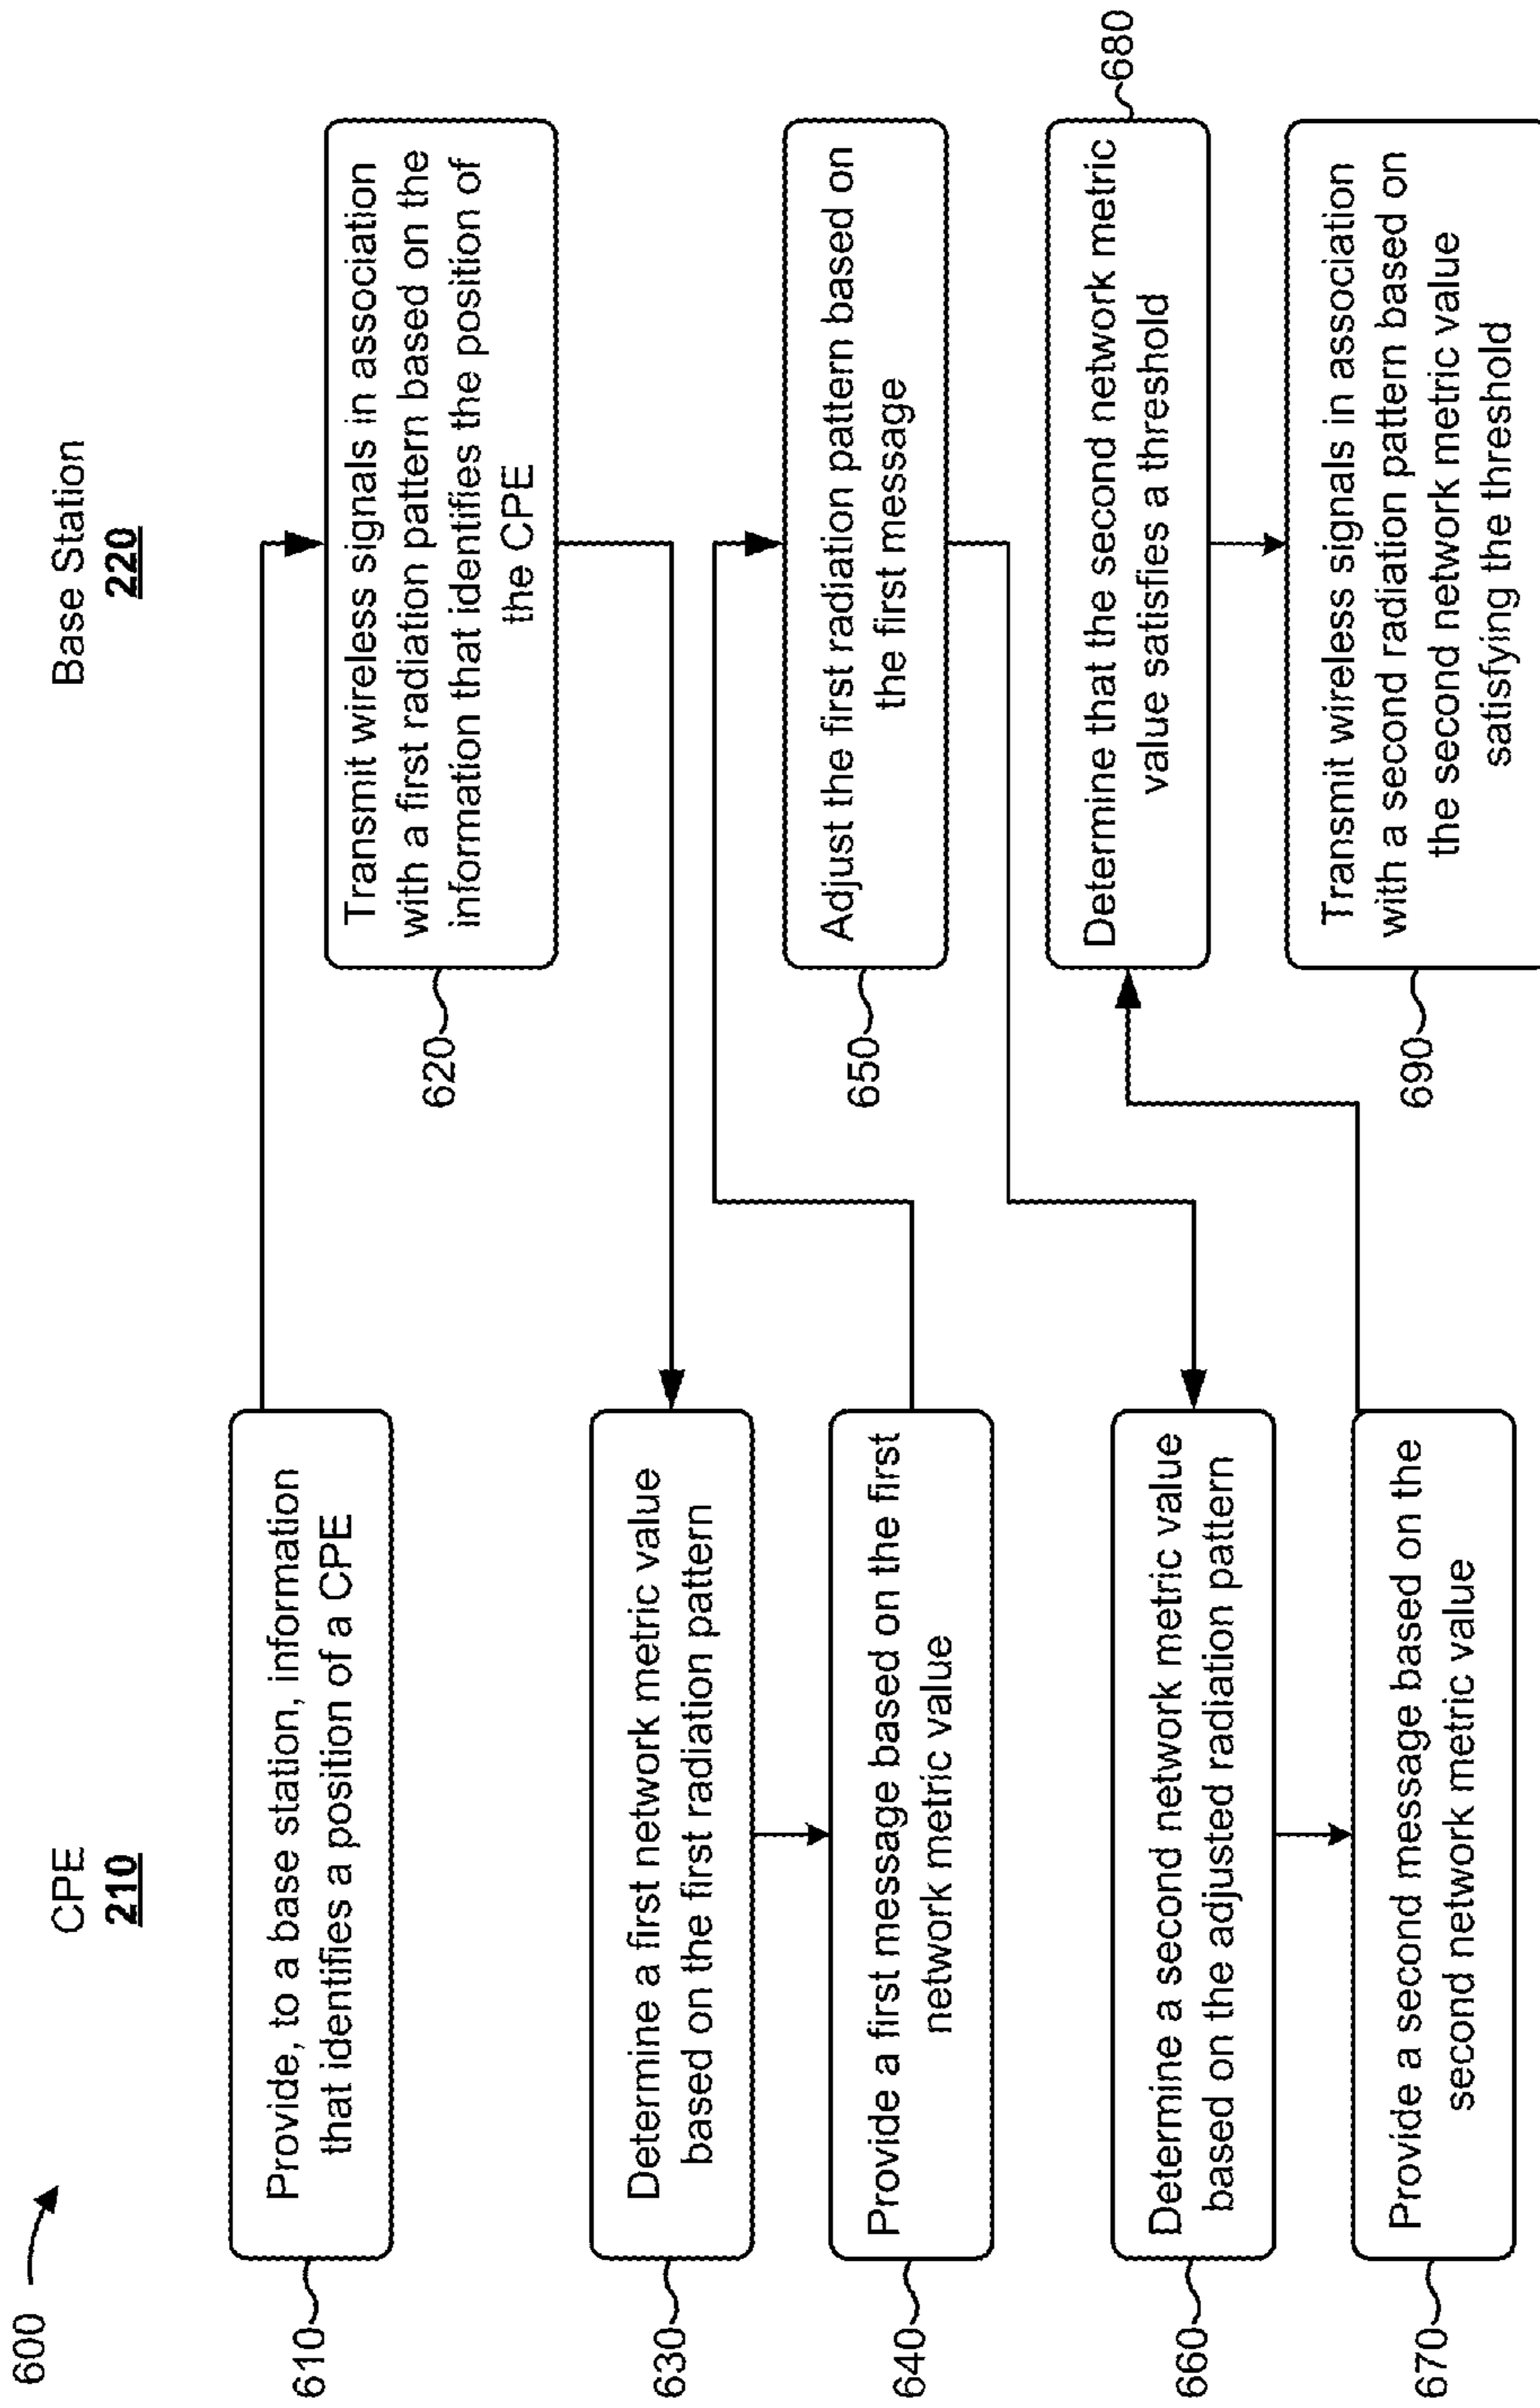 600
CPE
210
Base Station
220
610
Provide, to a base station, information
that identifies a position of a CPE
620
Transmit wireless signals in association
with a first radiation pattern based on the
information that identifies the position of
the CPE
630
Determine a first network metric value
based on the first radiation pattern
640
Provide a first message based on the first
network metric value
650
Adjust the first radiation pattern based on
the first message
660
Determine a second network metric value
based on the adjusted radiation pattern
670
Provide a second message based on the
second network metric value
680
Determine that the second network metric
value satisfies a threshold
690
Transmit wireless signals in association
with a second radiation pattern based on
the second network metric value
satisfying the threshold